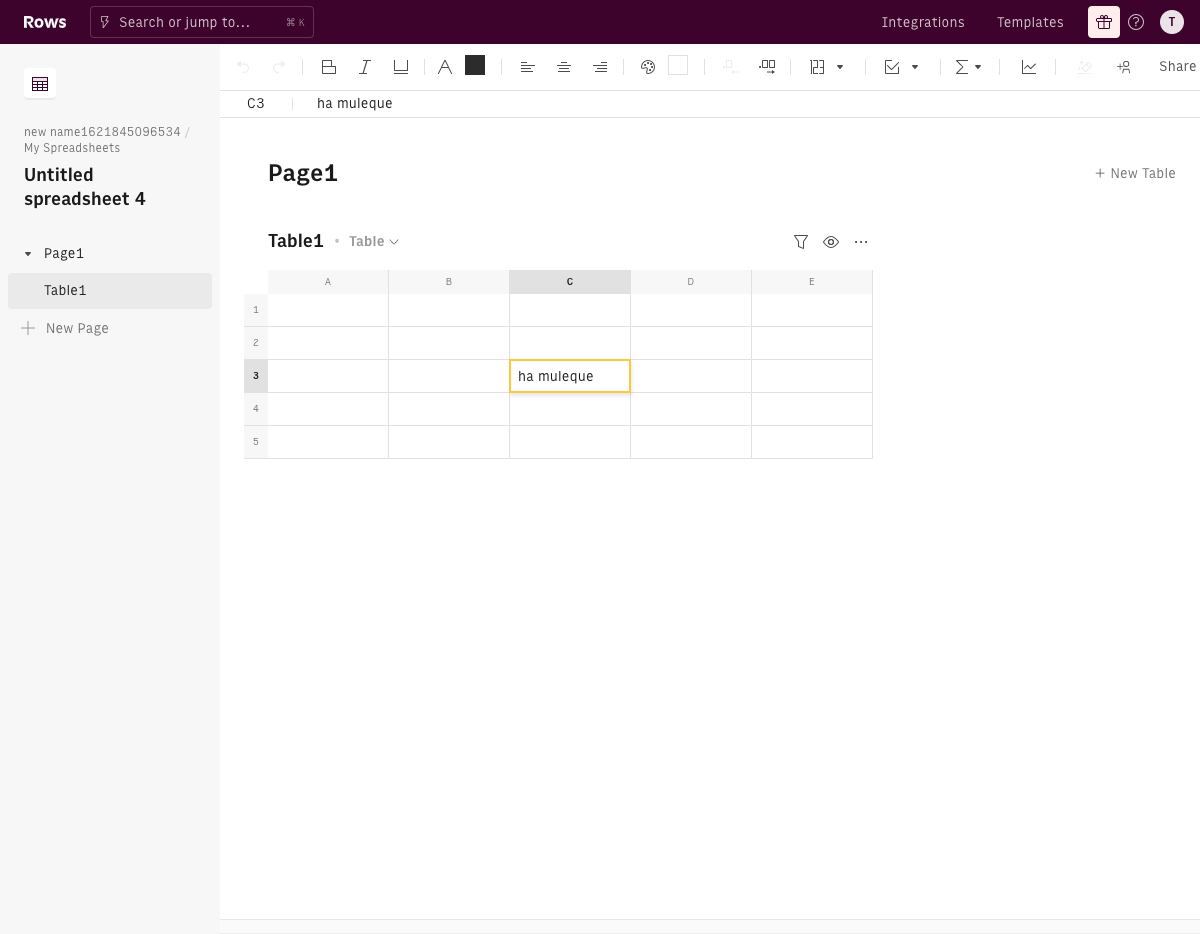 Rows
Search or jump to... ⌘ K
Integrations
Templates
T
Share
C3
ha muleque
new name1621845096534 /
My Spreadsheets
Untitled
spreadsheet 4
Page1
Table1
New Page
Page1
+ New Table
Table1 • Table
A B C D E
1
2
3 ha muleque
4
5